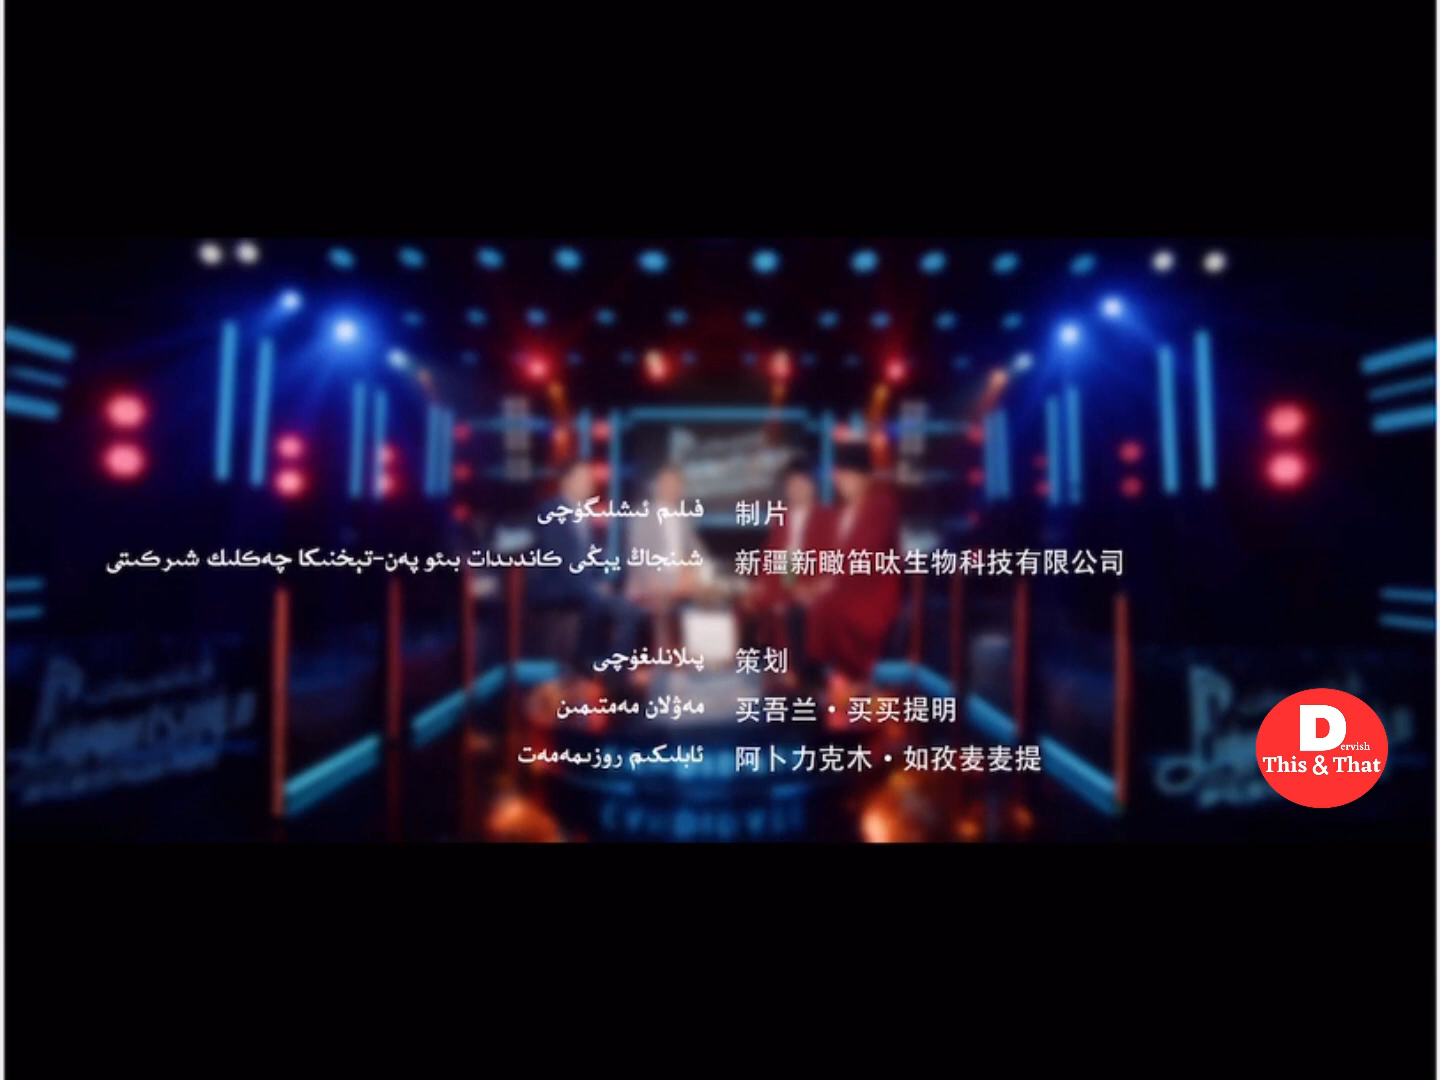 فىلىم ئىشلىگۈچى 制片
شىنجاڭ يېڭى كاندىدات بىئو پەن-تېخنىكا چەكلىك شىركىتى 新疆新瞰笛呔生物科技有限公司
پىلانلىغۈچى 策划
مەۋلان مەمتىمىن 买吾兰・买买提明
ئابلىكىم روزىمەمەت 阿卜力克木・如孜麦麦提
Dervish
This & That